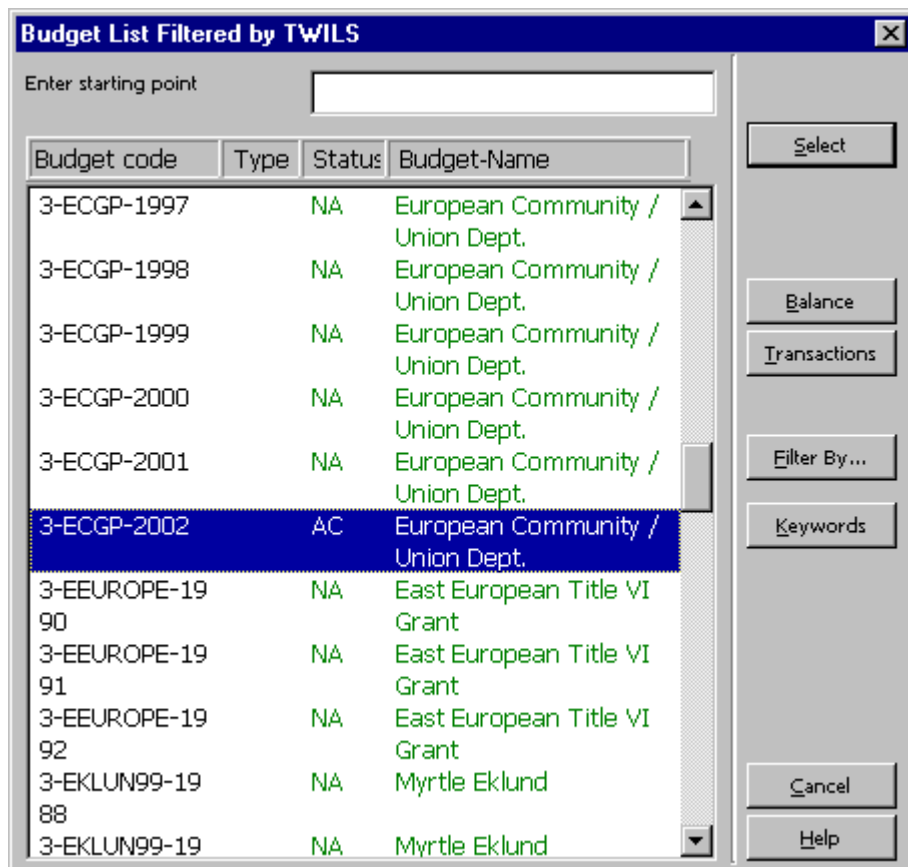 Budget List Filtered by TWILS
Enter starting point
Select
Budget code Type Status Budget-Name
3-ECGP-1997 NA European Community /
Union Dept.
3-ECGP-1998 NA European Community /
Union Dept.
Balance
3-ECGP-1999 NA European Community /
Union Dept.
Transactions
3-ECGP-2000 NA European Community /
Union Dept.
3-ECGP-2001 NA European Community /
Union Dept.
Filter By...
3-ECGP-2002 AC European Community /
Union Dept.
Keywords
3-EEUROPE-19 NA East European Title VI
90 Grant
3-EEUROPE-19 NA East European Title VI
91 Grant
3-EEUROPE-19 NA East European Title VI
92 Grant
3-EKLUN99-19 NA Myrtle Eklund
88
Cancel
3-EKLUN99-19 NA Myrtle Eklund
Help